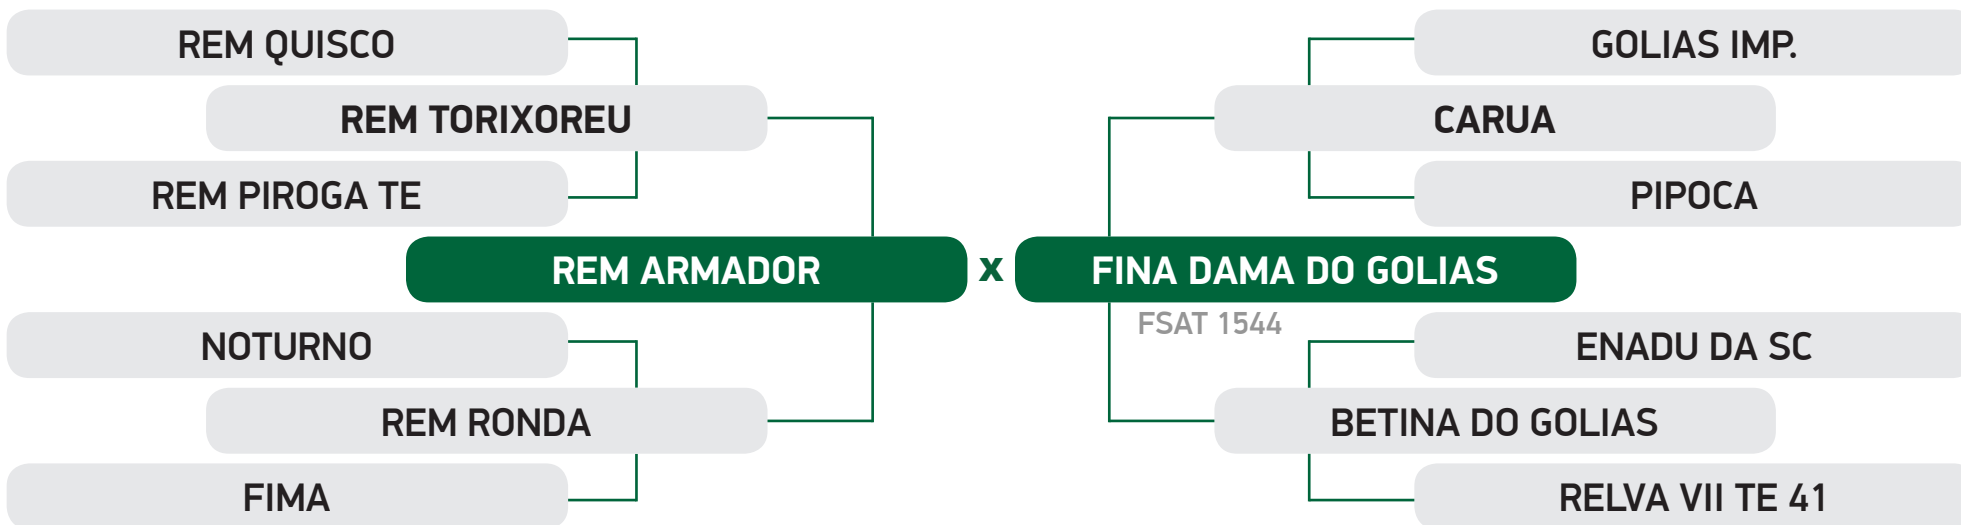 REM QUISCO
GOLIAS IMP.
REM TORIXOREU
CARUA
REM PIROGA TE
PIPOCA
REM ARMADOR x FINA DAMA DO GOLIAS
FSAT 1544
NOTURNO
ENADU DA SC
REM RONDA
BETINA DO GOLIAS
FIMA
RELVA VII TE 41